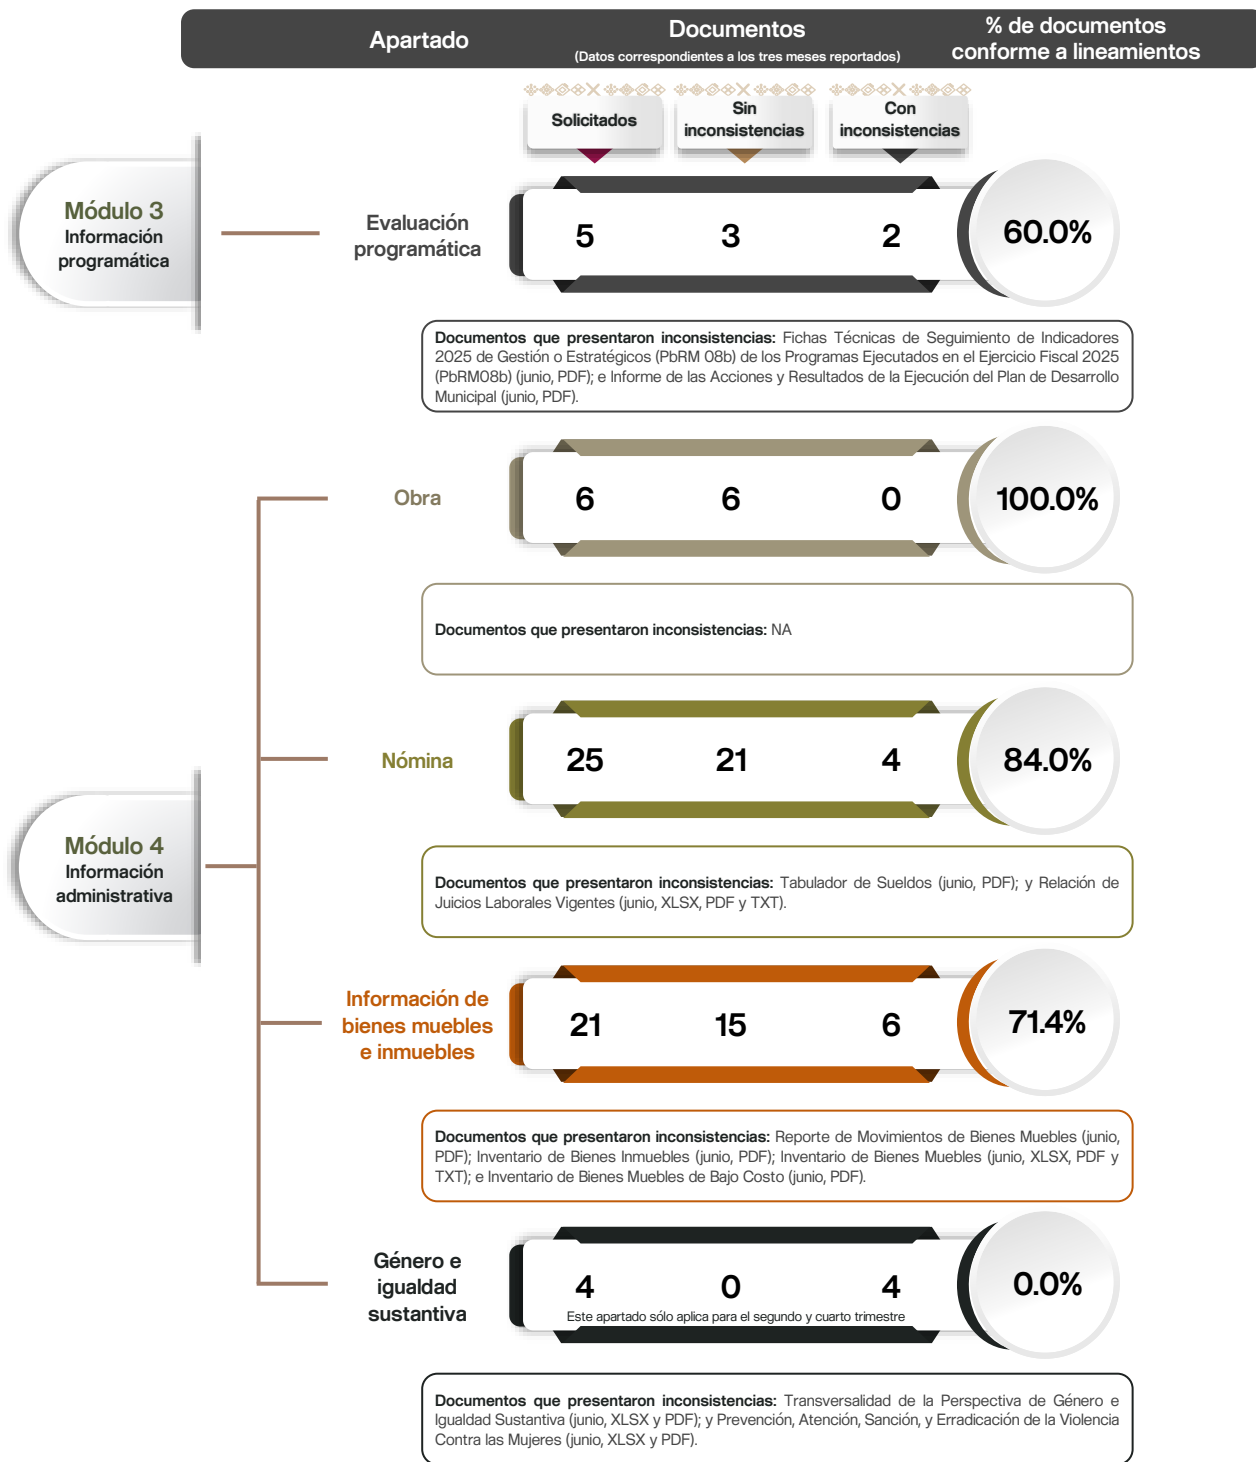 Apartado
Documentos
(Datos correspondientes a los tres meses reportados)
% de documentos
conforme a lineamientos
Solicitados
Sin
inconsistencias
Con
inconsistencias
Módulo 3
Información
programática
Evaluación
programática
5 3 2 60.0%
Documentos que presentaron inconsistencias: Fichas Técnicas de Seguimiento de Indicadores
2025 de Gestión o Estratégicos (PbRM 08b) de los Programas Ejecutados en el Ejercicio Fiscal 2025
(PbRM08b) (junio, PDF); e Informe de las Acciones y Resultados de la Ejecución del Plan de Desarrollo
Municipal (junio, PDF).
Módulo 4
Información
administrativa
Obra
6 6 0 100.0%
Documentos que presentaron inconsistencias: NA
Nómina
25 21 4 84.0%
Documentos que presentaron inconsistencias: Tabulador de Sueldos (junio, PDF); y Relación de
Juicios Laborales Vigentes (junio, XLSX, PDF y TXT).
Información de
bienes muebles
e inmuebles
21 15 6 71.4%
Documentos que presentaron inconsistencias: Reporte de Movimientos de Bienes Muebles (junio,
PDF); Inventario de Bienes Inmuebles (junio, PDF); Inventario de Bienes Muebles (junio, XLSX, PDF y
TXT); e Inventario de Bienes Muebles de Bajo Costo (junio, PDF).
Género e
igualdad
sustantiva
4 0 4 0.0%
Este apartado sólo aplica para el segundo y cuarto trimestre
Documentos que presentaron inconsistencias: Transversalidad de la Perspectiva de Género e
Igualdad Sustantiva (junio, XLSX y PDF); y Prevención, Atención, Sanción, y Erradicación de la Violencia
Contra las Mujeres (junio, XLSX y PDF).